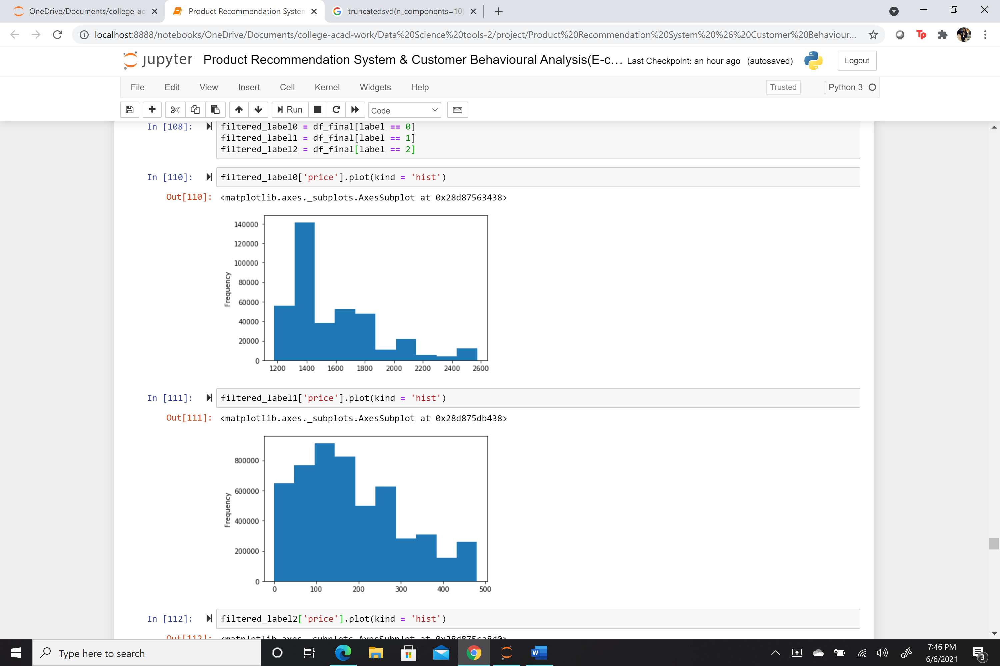 OneDrive/Documents/college-ac
Product Recommendation System
truncatedsvd(n_components=10)
localhost:8888/notebooks/OneDrive/Documents/college-acad-work/Data%20Science%20tools-2/project/Product%20Recommendation%20System%20%26%20Customer%20Behaviour...
Tp
jupyter Product Recommendation System & Customer Behavioural Analysis(E-c... Last Checkpoint: an hour ago (autosaved) Logout
File Edit View Insert Cell Kernel Widgets Help Trusted Python 3
Run Code
In [108]: filtered_label0 = df_final[label == 0]
filtered_label1 = df_final[label == 1]
filtered_label2 = df_final[label == 2]
In [110]: filtered_label0['price'].plot(kind = 'hist')
Out[110]: <matplotlib.axes._subplots.AxesSubplot at 0x28d87563438>
140000
120000
100000
80000
60000
40000
20000
0
Frequency
1200 1400 1600 1800 2000 2200 2400 2600
In [111]: filtered_label1['price'].plot(kind = 'hist')
Out[111]: <matplotlib.axes._subplots.AxesSubplot at 0x28d875db438>
800000
600000
400000
200000
0
Frequency
0 100 200 300 400 500
In [112]: filtered_label2['price'].plot(kind = 'hist')
Out[112]: <matplotlib.axes._subplots.AxesSubplot at 0x28d875ca8d0>
Type here to search
W
7:46 PM
6/6/2021
3